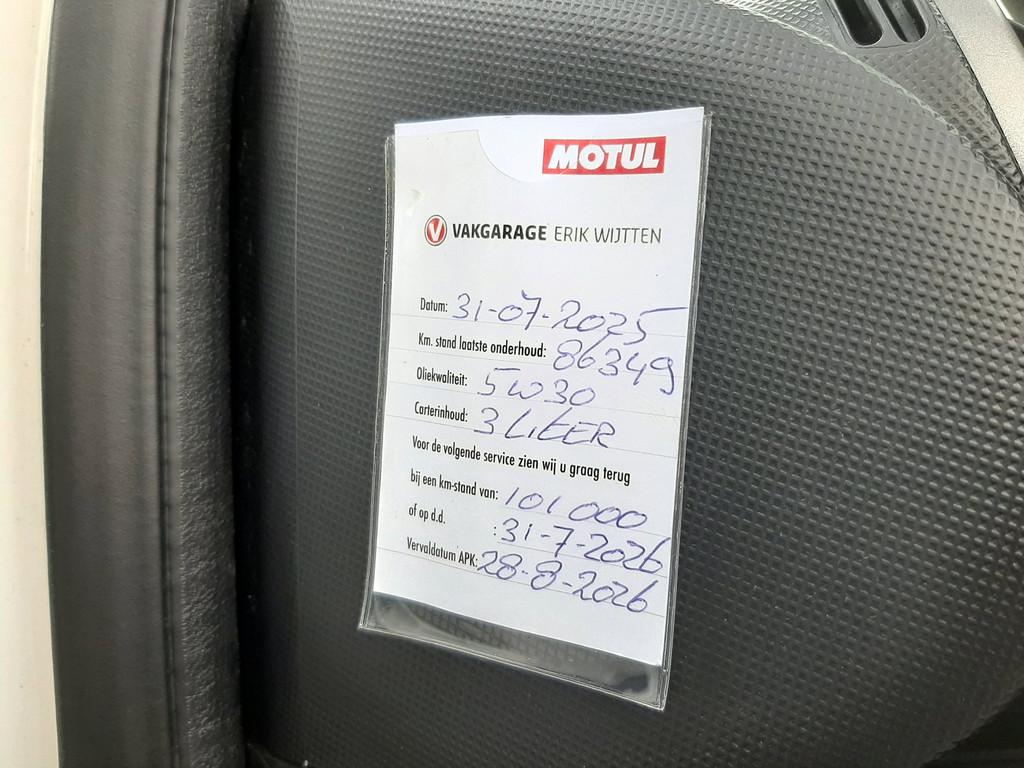 MOTUL
V VAKGARAGE ERIK WIJTTEN
Datum: 31-07-2025
Km. stand laatste onderhoud: 86349
Oliekwaliteit: 5W30
Carterinhoud: 3 LitER
Voor de volgende service zien wij u graag terug
bij een km-stand van: 101000
of op d.d. : 31-7-2026
Vervaldatum APK: 28-8-2026